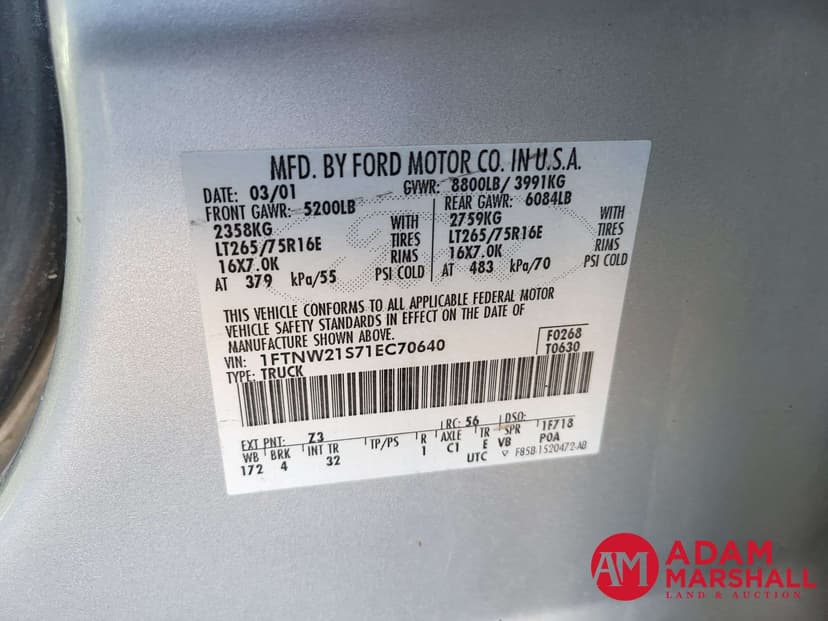 MFD. BY FORD MOTOR CO. IN U.S.A.
DATE: 03/01 GVWR: 8800LB/3991KG
FRONT GAWR: 5200LB REAR GAWR: 6084LB
2358KG WITH 2759KG WITH
LT265/75R16E TIRES LT265/75R16E TIRES
16X7.0K RIMS 16X7.0K RIMS
AT 379 kPa/55 PSI COLD AT 483 kPa/70 PSI COLD
THIS VEHICLE CONFORMS TO ALL APPLICABLE FEDERAL MOTOR
VEHICLE SAFETY STANDARDS IN EFFECT ON THE DATE OF
MANUFACTURE SHOWN ABOVE.
VIN: 1FTNW21S71EC70640 F0268
TYPE: TRUCK T0630
EXT PNT: Z3 RC: 56 DSO:
WB BRK INT TR TP/PS R AXLE TR SPR 1F718
172 4 32 1 C1 E VB POA
UTC F85B-1520472-AB
AM ADAM
MARSHALL
LAND & AUCTION